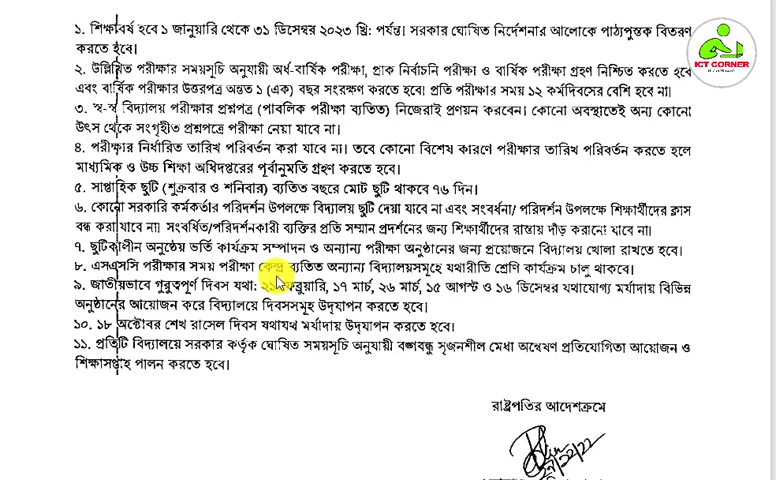 ১. শিক্ষাবর্ষ হবে ১ জানুয়ারি থেকে ৩১ ডিসেম্বর ২০২৩ খ্রি: পর্যন্ত। সরকার ঘোষিত নির্দেশনার আলোকে পাঠ্যপুস্তক বিতরণ
করতে হবে।
২. উল্লিখিত পরীক্ষার সময়সূচি অনুযায়ী অর্ধ-বার্ষিক পরীক্ষা, প্রাক নির্বাচনি পরীক্ষা ও বার্ষিক পরীক্ষা গ্রহণ নিশ্চিত করতে হবে
এবং বার্ষিক পরীক্ষার উত্তরপত্র অন্তত ১ (এক) বছর সংরক্ষণ করতে হবে। প্রতি পরীক্ষার সময় ১২ কর্মদিবসের বেশি হবে না।
৩. স্ব-স্ব বিদ্যালয় পরীক্ষার প্রশ্নপত্র (পাবলিক পরীক্ষা ব্যতিত) নিজেরাই প্রণয়ন করবেন। কোনো অবস্থাতেই অন্য কোনো
উৎস থেকে সংগৃহীত প্রশ্নপত্রে পরীক্ষা নেয়া যাবে না।
৪. পরীক্ষার নির্ধারিত তারিখ পরিবর্তন করা যাবে না। তবে কোনো বিশেষ কারণে পরীক্ষার তারিখ পরিবর্তন করতে হলে
মাধ্যমিক ও উচ্চ শিক্ষা অধিদপ্তরের পূর্বানুমতি গ্রহণ করতে হবে।
৫. সাপ্তাহিক ছুটি (শুক্রবার ও শনিবার) ব্যতিত বছরে মোট ছুটি থাকবে ৭৬ দিন।
৬. কোনো সরকারি কর্মকর্তার পরিদর্শন উপলক্ষে বিদ্যালয় ছুটি দেয়া যাবে না এবং সংবর্ধনা/ পরিদর্শন উপলক্ষে শিক্ষার্থীদের ক্লাস
বন্ধ করা যাবে না। সংবর্ধিত/পরিদর্শনকারী ব্যক্তির প্রতি সম্মান প্রদর্শনের জন্য শিক্ষার্থীদের রাস্তায় দাঁড় করানো যাবে না।
৭. ছুটিকালীন অনুষ্ঠেয় ভর্তি কার্যক্রম সম্পাদন ও অন্যান্য পরীক্ষা অনুষ্ঠানের জন্য প্রয়োজনে বিদ্যালয় খোলা রাখতে হবে।
৮. এসএসসি পরীক্ষার সময় পরীক্ষা কেন্দ্র ব্যতিত অন্যান্য বিদ্যালয়সমূহে যথারীতি শ্রেণি কার্যক্রম চালু থাকবে।
৯. জাতীয়ভাবে গুরুত্বপূর্ণ দিবস যথা: ২১ ফেব্রুয়ারি, ১৭ মার্চ, ২৬ মার্চ, ১৫ আগস্ট ও ১৬ ডিসেম্বর যথাযোগ্য মর্যাদায় বিভিন্ন
অনুষ্ঠানের আয়োজন করে বিদ্যালয়ে দিবসসমূহ উদ্‌যাপন করতে হবে।
১০. ১৮ অক্টোবর শেখ রাসেল দিবস যথাযথ মর্যাদায় উদ্‌যাপন করতে হবে।
১১. প্রতিটি বিদ্যালয়ে সরকার কর্তৃক ঘোষিত সময়সূচি অনুযায়ী বঙ্গবন্ধু সৃজনশীল মেধা অন্বেষণ প্রতিযোগিতা আয়োজন ও
শিক্ষাসপ্তাহ পালন করতে হবে।
রাষ্ট্রপতির আদেশক্রমে
ICT CORNER